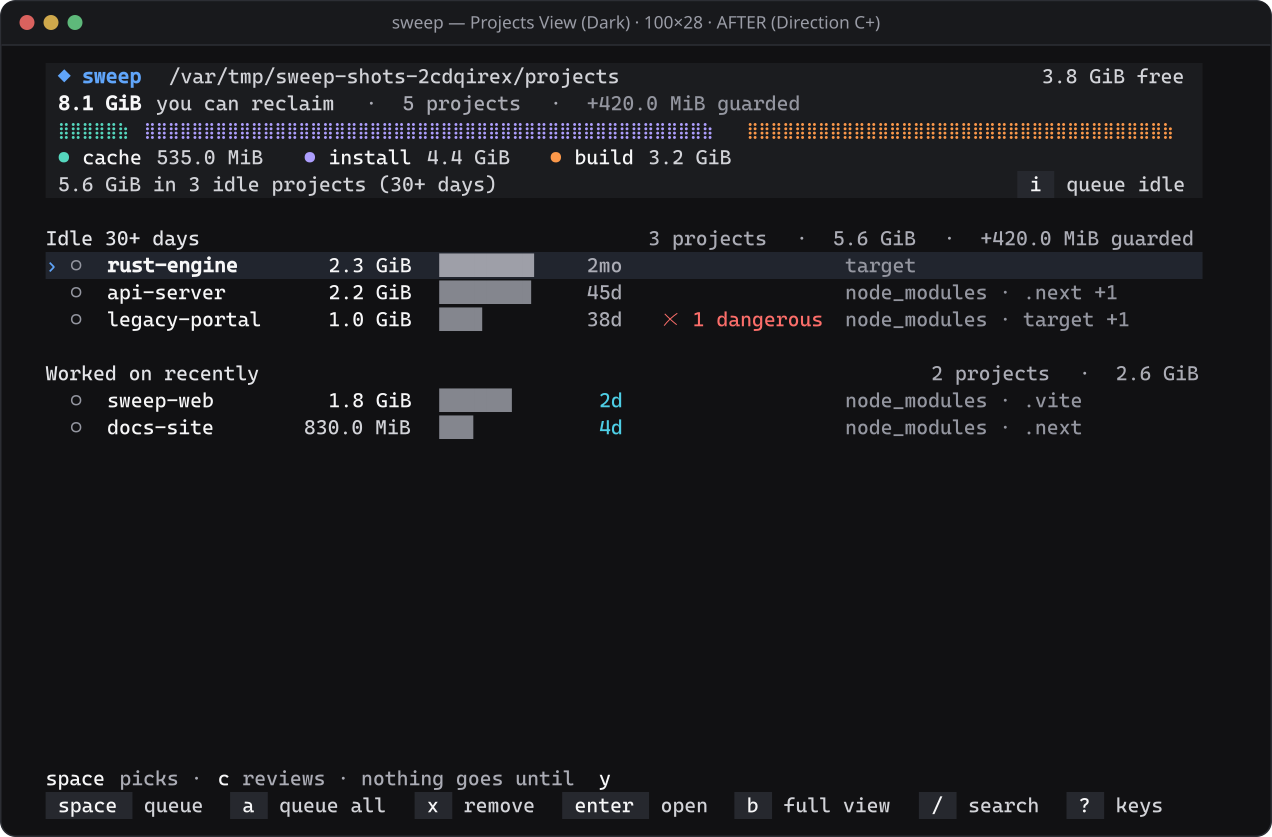 sweep — Projects View (Dark) · 100×28 · AFTER (Direction C+)
◆ sweep /var/tmp/sweep-shots-2cdqirex/projects 3.8 GiB free
8.1 GiB you can reclaim · 5 projects · +420.0 MiB guarded
● cache 535.0 MiB ● install 4.4 GiB ● build 3.2 GiB
5.6 GiB in 3 idle projects (30+ days) i queue idle
Idle 30+ days 3 projects · 5.6 GiB · +420.0 MiB guarded
› ○ rust-engine 2.3 GiB 2mo target
○ api-server 2.2 GiB 45d node_modules · .next +1
○ legacy-portal 1.0 GiB 38d ✕ 1 dangerous node_modules · target +1
Worked on recently 2 projects · 2.6 GiB
○ sweep-web 1.8 GiB 2d node_modules · .vite
○ docs-site 830.0 MiB 4d node_modules · .next
space picks · c reviews · nothing goes until y
space queue a queue all x remove enter open b full view / search ? keys